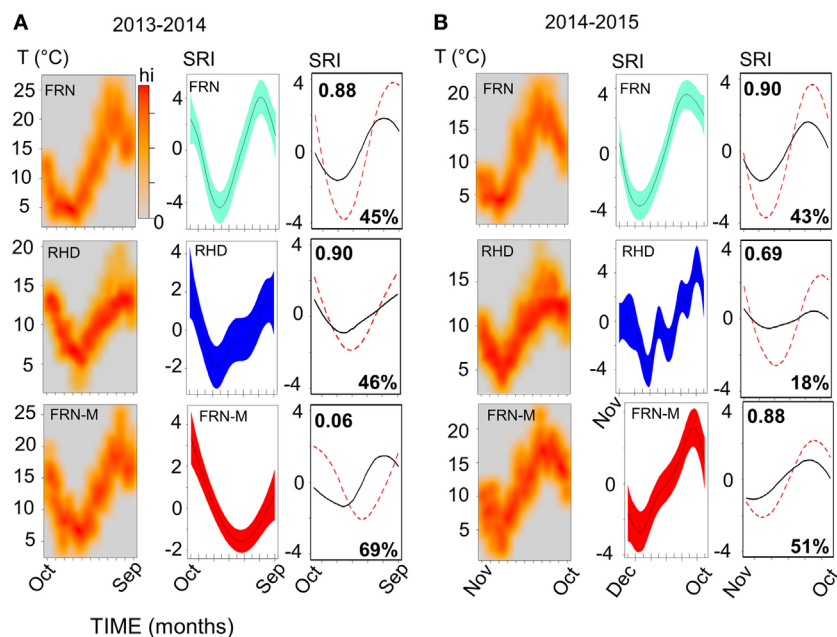 A
2013-2014
B
2014-2015
T (°C)
SRI
SRI
T (°C)
SRI
SRI
hi
0
FRN
25
20
15
10
5
FRN
4
0
-4
0.88
45%
4
0
-4
FRN
20
15
10
5
FRN
4
0
-4
0.90
43%
4
0
-4
RHD
20
15
10
5
RHD
4
2
0
-2
0.90
46%
4
0
-4
RHD
20
15
10
5
RHD
4
0
-4
Nov
0.69
18%
4
0
-4
FRN-M
25
20
15
10
5
Oct
Sep
FRN-M
4
2
0
-2
Oct
Sep
0.06
69%
4
0
-4
Oct
Sep
FRN-M
20
15
10
5
Nov
Oct
FRN-M
4
0
-4
Dec
Oct
0.88
51%
4
0
-4
Nov
Oct
TIME (months)